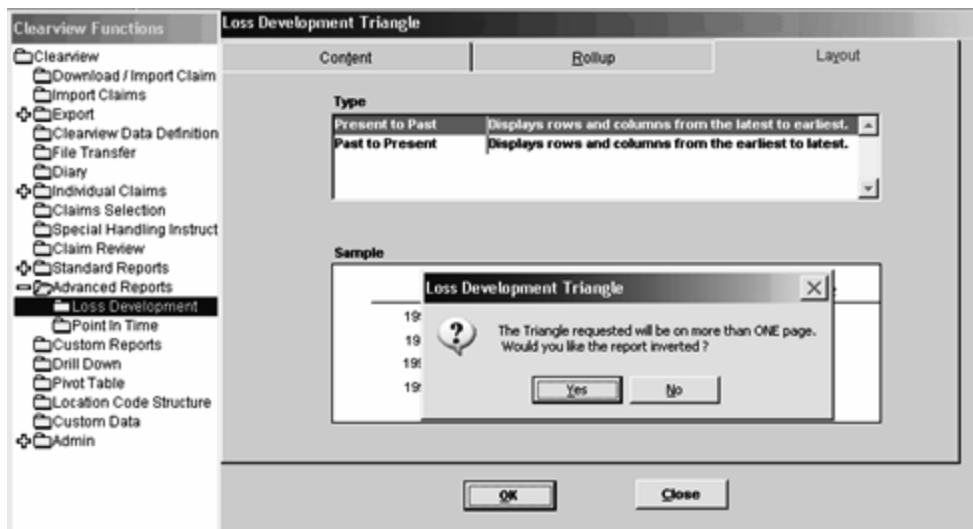 Clearview Functions
Clearview
Download / Import Claim
Import Claims
Export
Clearview Data Definition
File Transfer
Diary
Individual Claims
Claims Selection
Special Handling Instruct
Claim Review
Standard Reports
Advanced Reports
Loss Development
Point In Time
Custom Reports
Drill Down
Pivot Table
Location Code Structure
Custom Data
Admin
Loss Development Triangle
Content Rollup Layout
Type
Present to Past Displays rows and columns from the latest to earliest.
Past to Present Displays rows and columns from the earliest to latest.
Sample
Loss Development Triangle
The Triangle requested will be on more than ONE page.
Would you like the report inverted ?
Yes No
OK Close